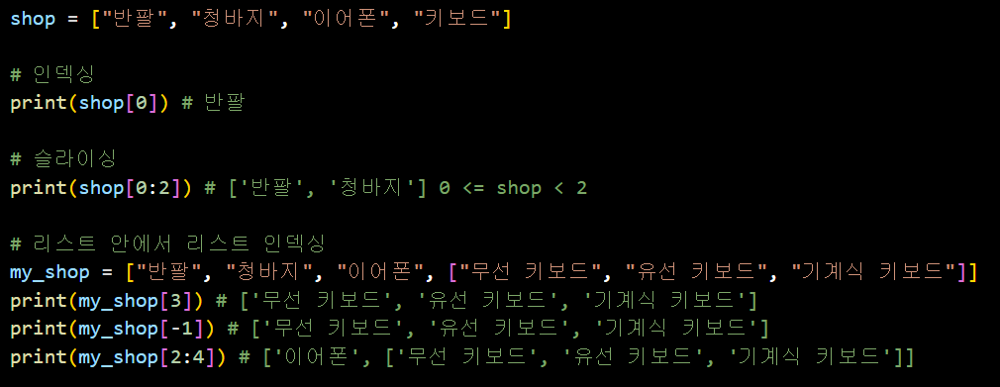 shop = ["반팔", "청바지", "이어폰", "키보드"]
# 인덱싱
print(shop[0]) # 반팔
# 슬라이싱
print(shop[0:2]) # ['반팔', '청바지'] 0 <= shop < 2
# 리스트 안에서 리스트 인덱싱
my_shop = ["반팔", "청바지", "이어폰", ["무선 키보드", "유선 키보드", "기계식 키보드"]]
print(my_shop[3]) # ['무선 키보드', '유선 키보드', '기계식 키보드']
print(my_shop[-1]) # ['무선 키보드', '유선 키보드', '기계식 키보드']
print(my_shop[2:4]) # ['이어폰', ['무선 키보드', '유선 키보드', '기계식 키보드']]